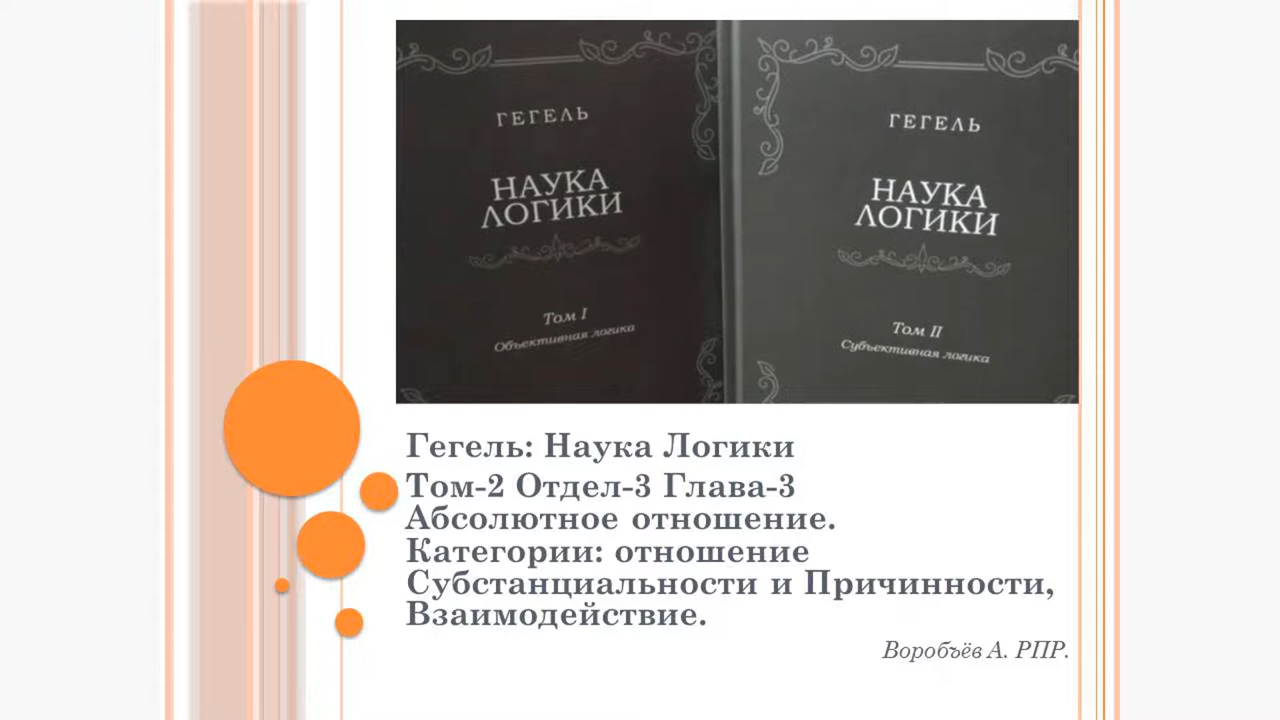 ГЕГЕЛЬ
НАУКА
ЛОГИКИ
Том I
Объективная логика
ГЕГЕЛЬ
НАУКА
ЛОГИКИ
Том II
Субъективная логика
Гегель: Наука Логики
Том-2 Отдел-3 Глава-3
Абсолютное отношение.
Категории: отношение
Субстанциальности и Причинности,
Взаимодействие.
Воробъёв А. РПР.